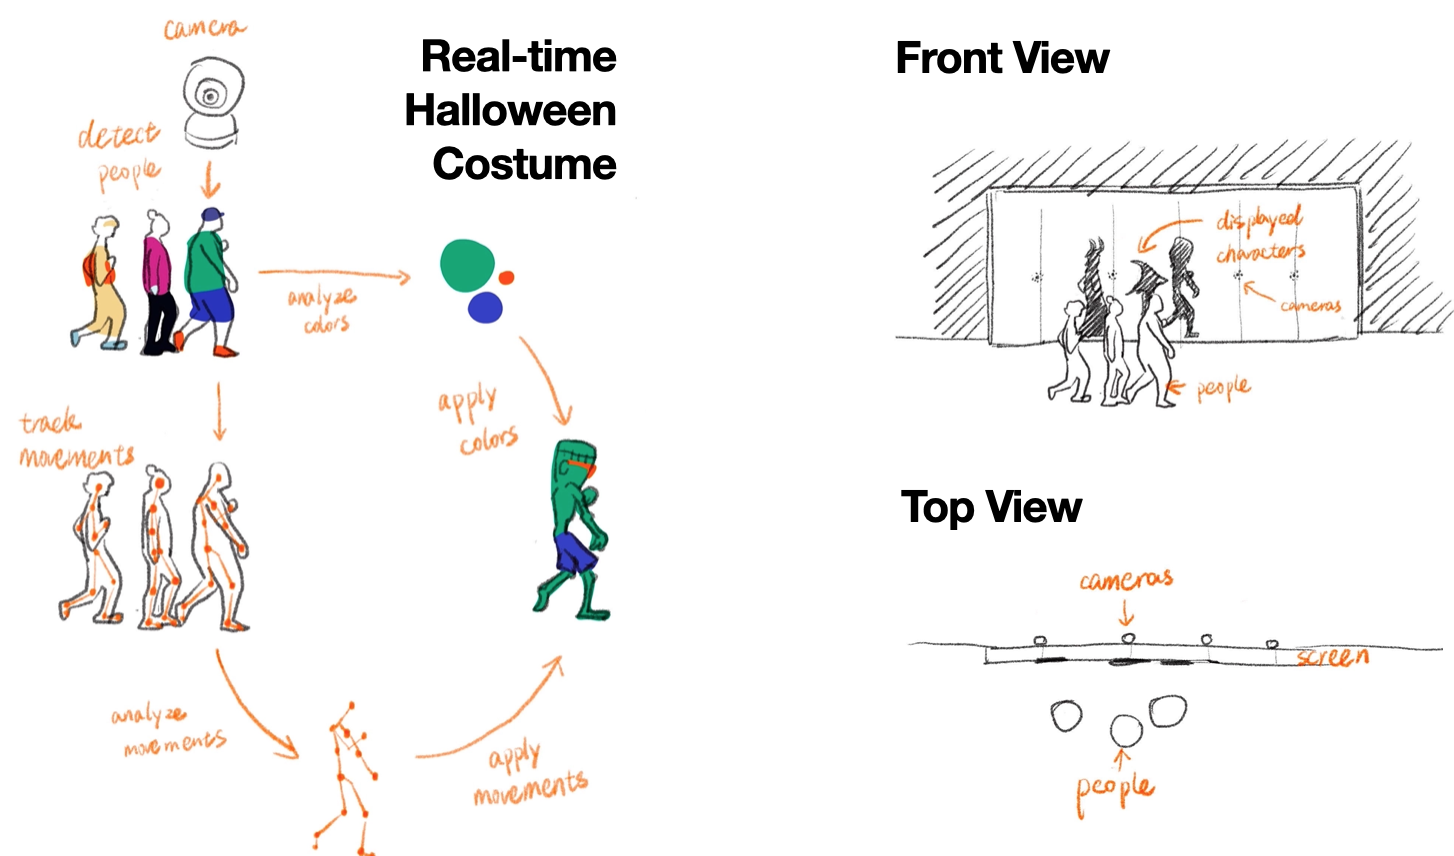 camera
detect
people
Real-time
Halloween
Costume
analyze
colors
apply
colors
track
movements
analyze
movements
apply
movements
Front View
displayed
characters
cameras
people
Top View
cameras
screen
people